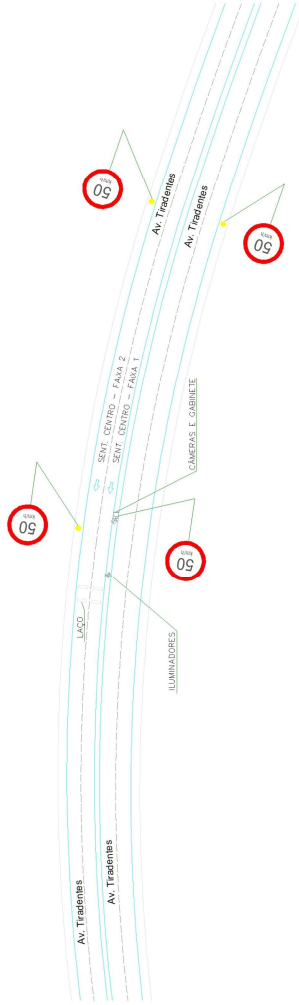 50
km/h
Av. Tiradentes
Av. Tiradentes
50
km/h
SENT. CENTRO - FAIXA 2
SENT. CENTRO - FAIXA 1
CÂMERAS E GABINETE
50
km/h
50
km/h
LAÇO
ILUMINADORES
Av. Tiradentes
Av. Tiradentes